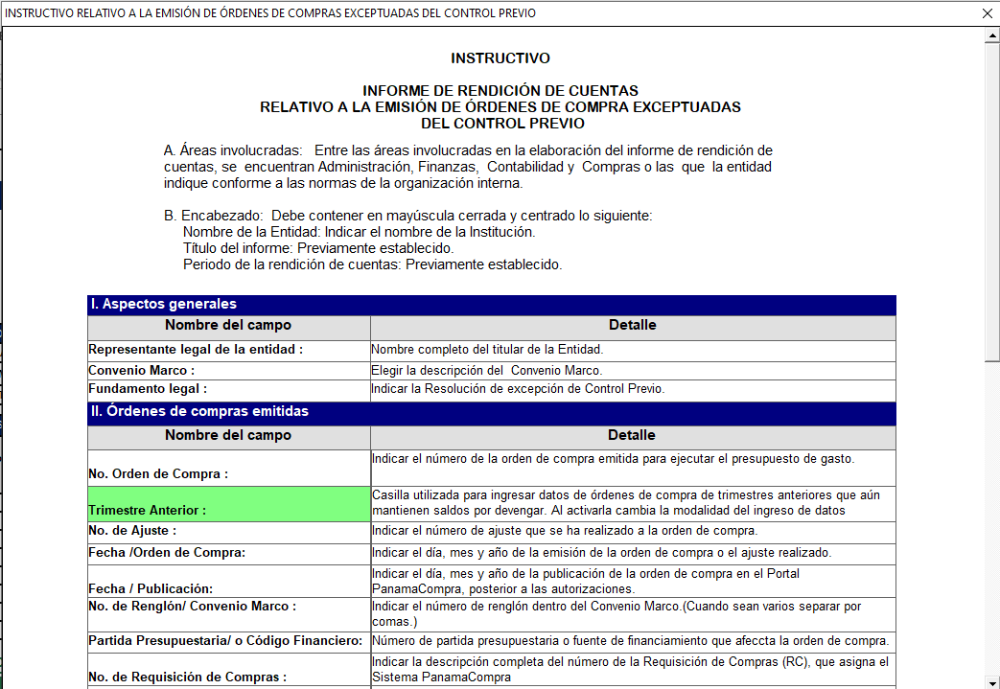 INSTRUCTIVO RELATIVO A LA EMISIÓN DE ÓRDENES DE COMPRAS EXCEPTUADAS DEL CONTROL PREVIO
INSTRUCTIVO
INFORME DE RENDICIÓN DE CUENTAS
RELATIVO A LA EMISIÓN DE ÓRDENES DE COMPRA EXCEPTUADAS
DEL CONTROL PREVIO
A. Áreas involucradas: Entre las áreas involucradas en la elaboración del informe de rendición de
cuentas, se encuentran Administración, Finanzas, Contabilidad y Compras o las que la entidad
indique conforme a las normas de la organización interna.
B. Encabezado: Debe contener en mayúscula cerrada y centrado lo siguiente:
Nombre de la Entidad: Indicar el nombre de la Institución.
Título del informe: Previamente establecido.
Periodo de la rendición de cuentas: Previamente establecido.
I. Aspectos generales
Nombre del campo Detalle
Representante legal de la entidad : Nombre completo del titular de la Entidad.
Convenio Marco : Elegir la descripción del Convenio Marco.
Fundamento legal : Indicar la Resolución de excepción de Control Previo.
II. Órdenes de compras emitidas
Nombre del campo Detalle
Indicar el número de la orden de compra emitida para ejecutar el presupuesto de gasto.
No. Orden de Compra :
Casilla utilizada para ingresar datos de órdenes de compra de trimestres anteriores que aún
Trimestre Anterior : mantienen saldos por devengar. Al activarla cambia la modalidad del ingreso de datos
No. de Ajuste : Indicar el número de ajuste que se ha realizado a la orden de compra.
Fecha /Orden de Compra: Indicar el día, mes y año de la emisión de la orden de compra o el ajuste realizado.
Indicar el día, mes y año de la publicación de la orden de compra en el Portal
Fecha / Publicación: PanamaCompra, posterior a las autorizaciones.
No. de Renglón/ Convenio Marco : Indicar el número de renglón dentro del Convenio Marco.(Cuando sean varios separar por
comas.)
Partida Presupuestaria/ o Código Financiero: Número de partida presupuestaria o fuente de financiamiento que afeccta la orden de compra.
Indicar la descripción completa del número de la Requisición de Compras (RC), que asigna el
No. de Requisición de Compras : Sistema PanamaCompra